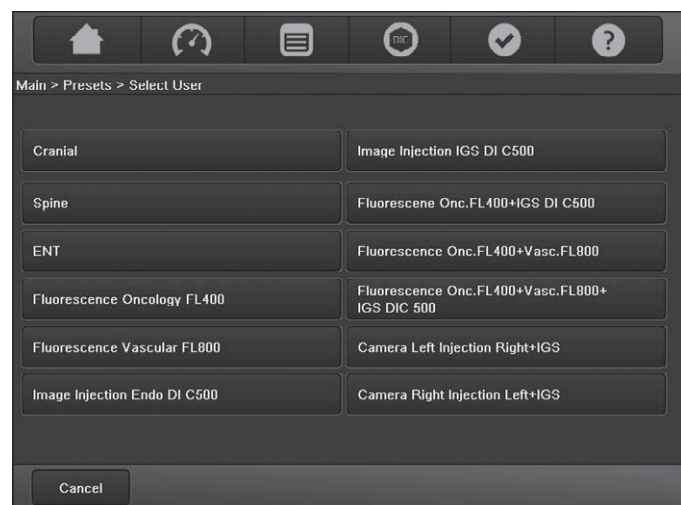 DIC
?
Main > Presets > Select User
Cranial
Image Injection IGS DI C500
Spine
Fluorescene Onc.FL400+IGS DI C500
ENT
Fluorescence Onc.FL400+Vasc.FL800
Fluorescence Oncology FL400
Fluorescence Onc.FL400+Vasc.FL800+
IGS DIC 500
Fluorescence Vascular FL800
Camera Left Injection Right+IGS
Image Injection Endo DI C500
Camera Right Injection Left+IGS
Cancel